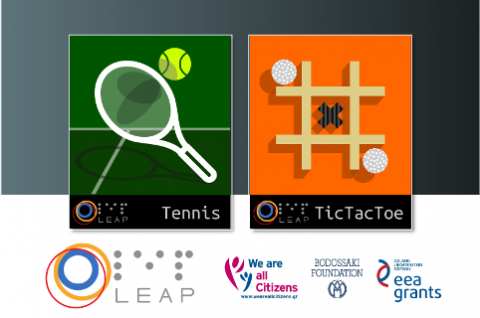 LEAP
Tennis
LEAP
TicTacToe
LEAP
We are
all
Citizens
www.weareallcitizens.gr
BODOSSAKI
FOUNDATION
eea
grants